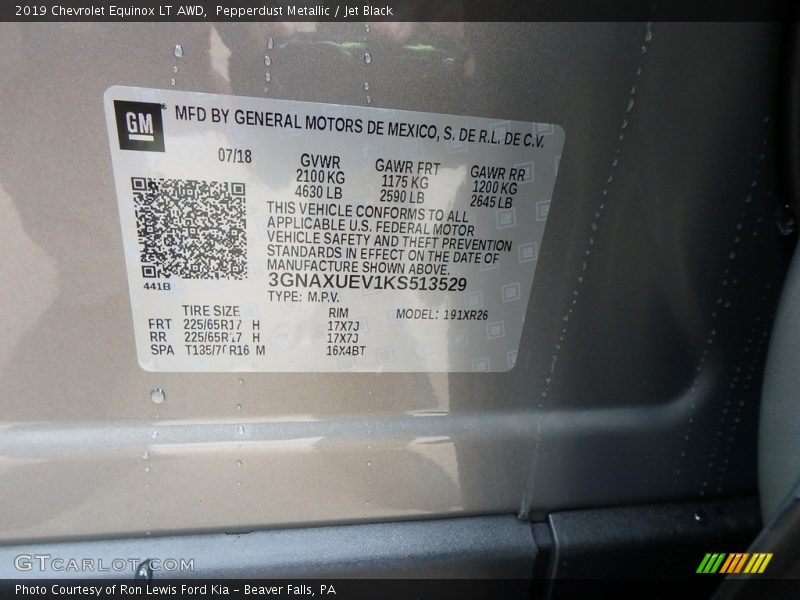 2019 Chevrolet Equinox LT AWD, Pepperdust Metallic / Jet Black
GM
®
MFD BY GENERAL MOTORS DE MEXICO, S. DE R.L. DE C.V.
07/18
GVWR GAWR FRT GAWR RR
2100 KG 1175 KG 1200 KG
4630 LB 2590 LB 2645 LB
THIS VEHICLE CONFORMS TO ALL
APPLICABLE U.S. FEDERAL MOTOR
VEHICLE SAFETY AND THEFT PREVENTION
STANDARDS IN EFFECT ON THE DATE OF
MANUFACTURE SHOWN ABOVE.
441B
3GNAXUEV1KS513529
TYPE: M.P.V.
TIRE SIZE RIM MODEL: 191XR26
FRT 225/65R17 H 17X7J
RR 225/65R17 H 17X7J
SPA T135/70R16 M 16X4BT
GTCARLOT.COM
Photo Courtesy of Ron Lewis Ford Kia – Beaver Falls, PA